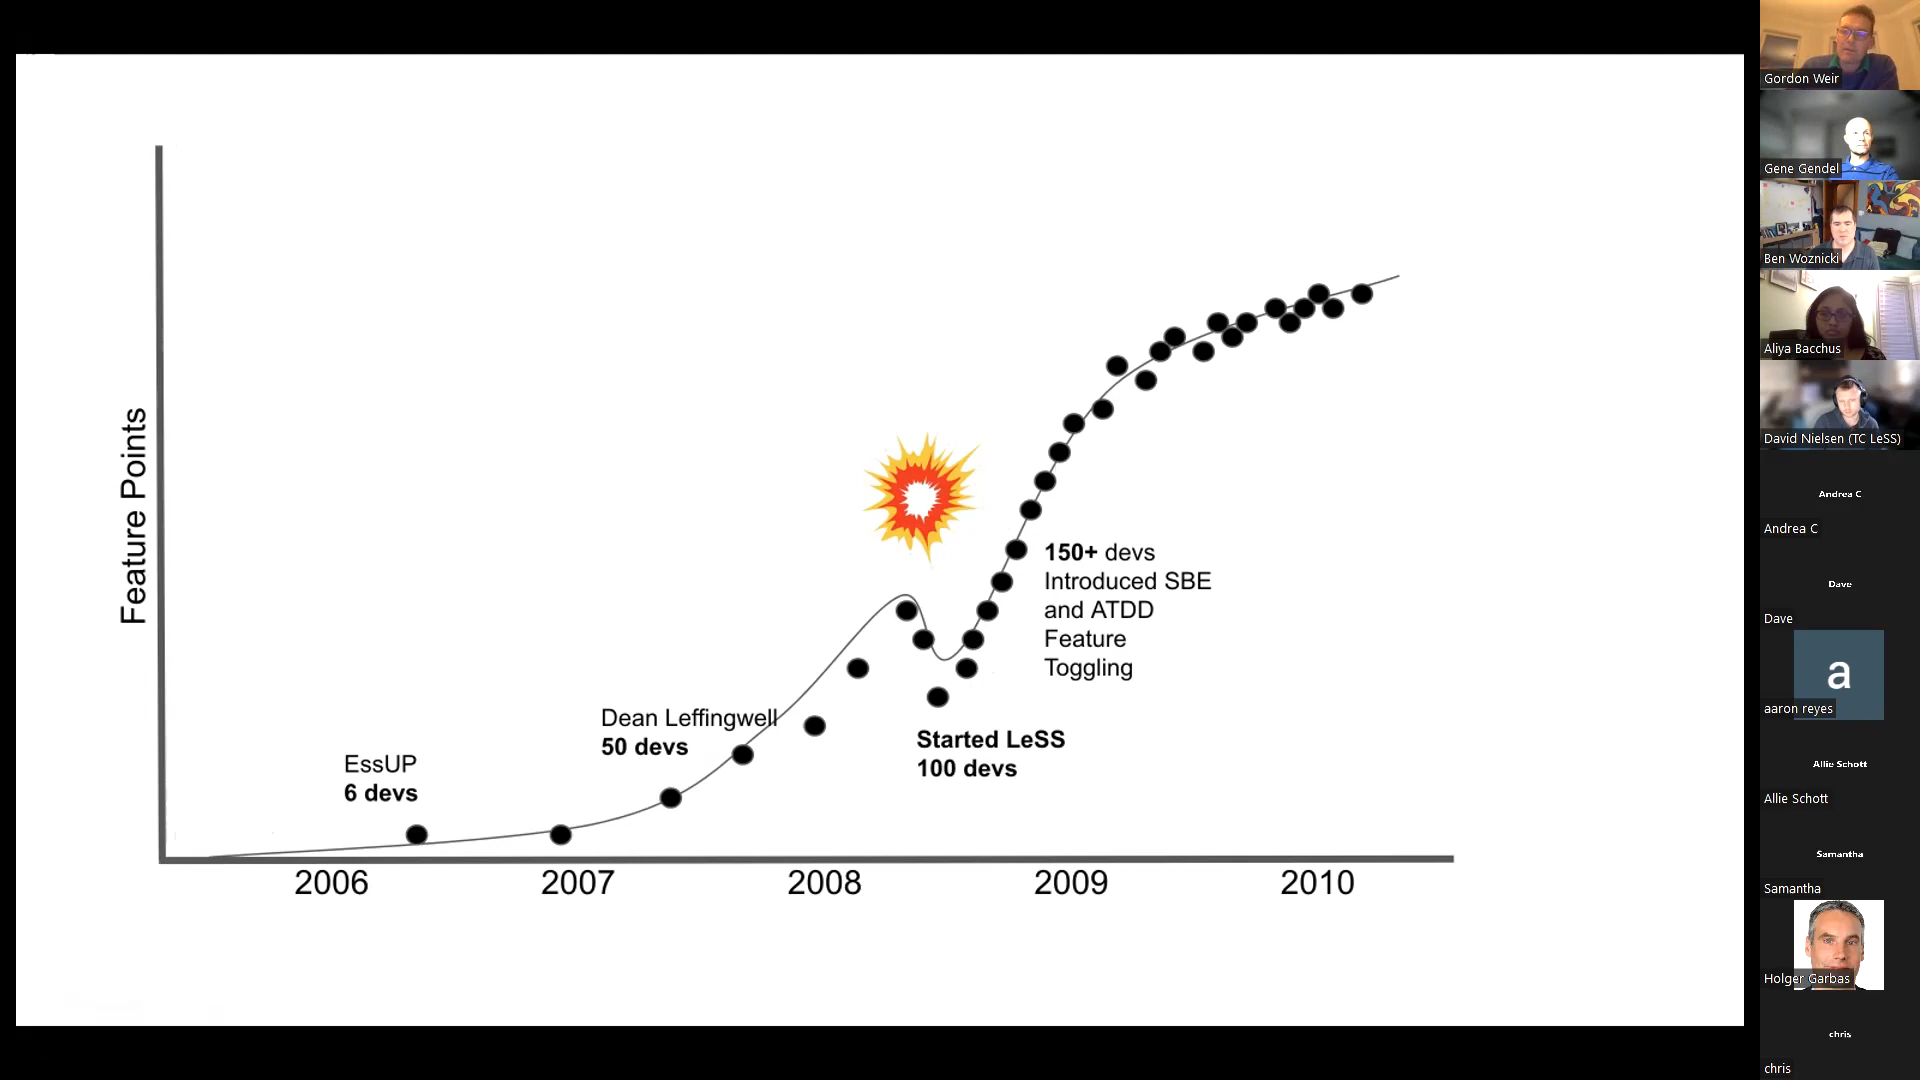 Feature Points
EssUP
6 devs
Dean Leffingwell
50 devs
Started LeSS
100 devs
150+ devs
Introduced SBE
and ATDD
Feature
Toggling
2006
2007
2008
2009
2010
Gordon Weir
Gene Gendel
Ben Woznicki
Aliya Bacchus
David Nielsen (TC LeSS)
Andrea C
Andrea C
Dave
Dave
a
aaron reyes
Allie Schott
Allie Schott
Samantha
Samantha
Holger Garbas
chris
chris